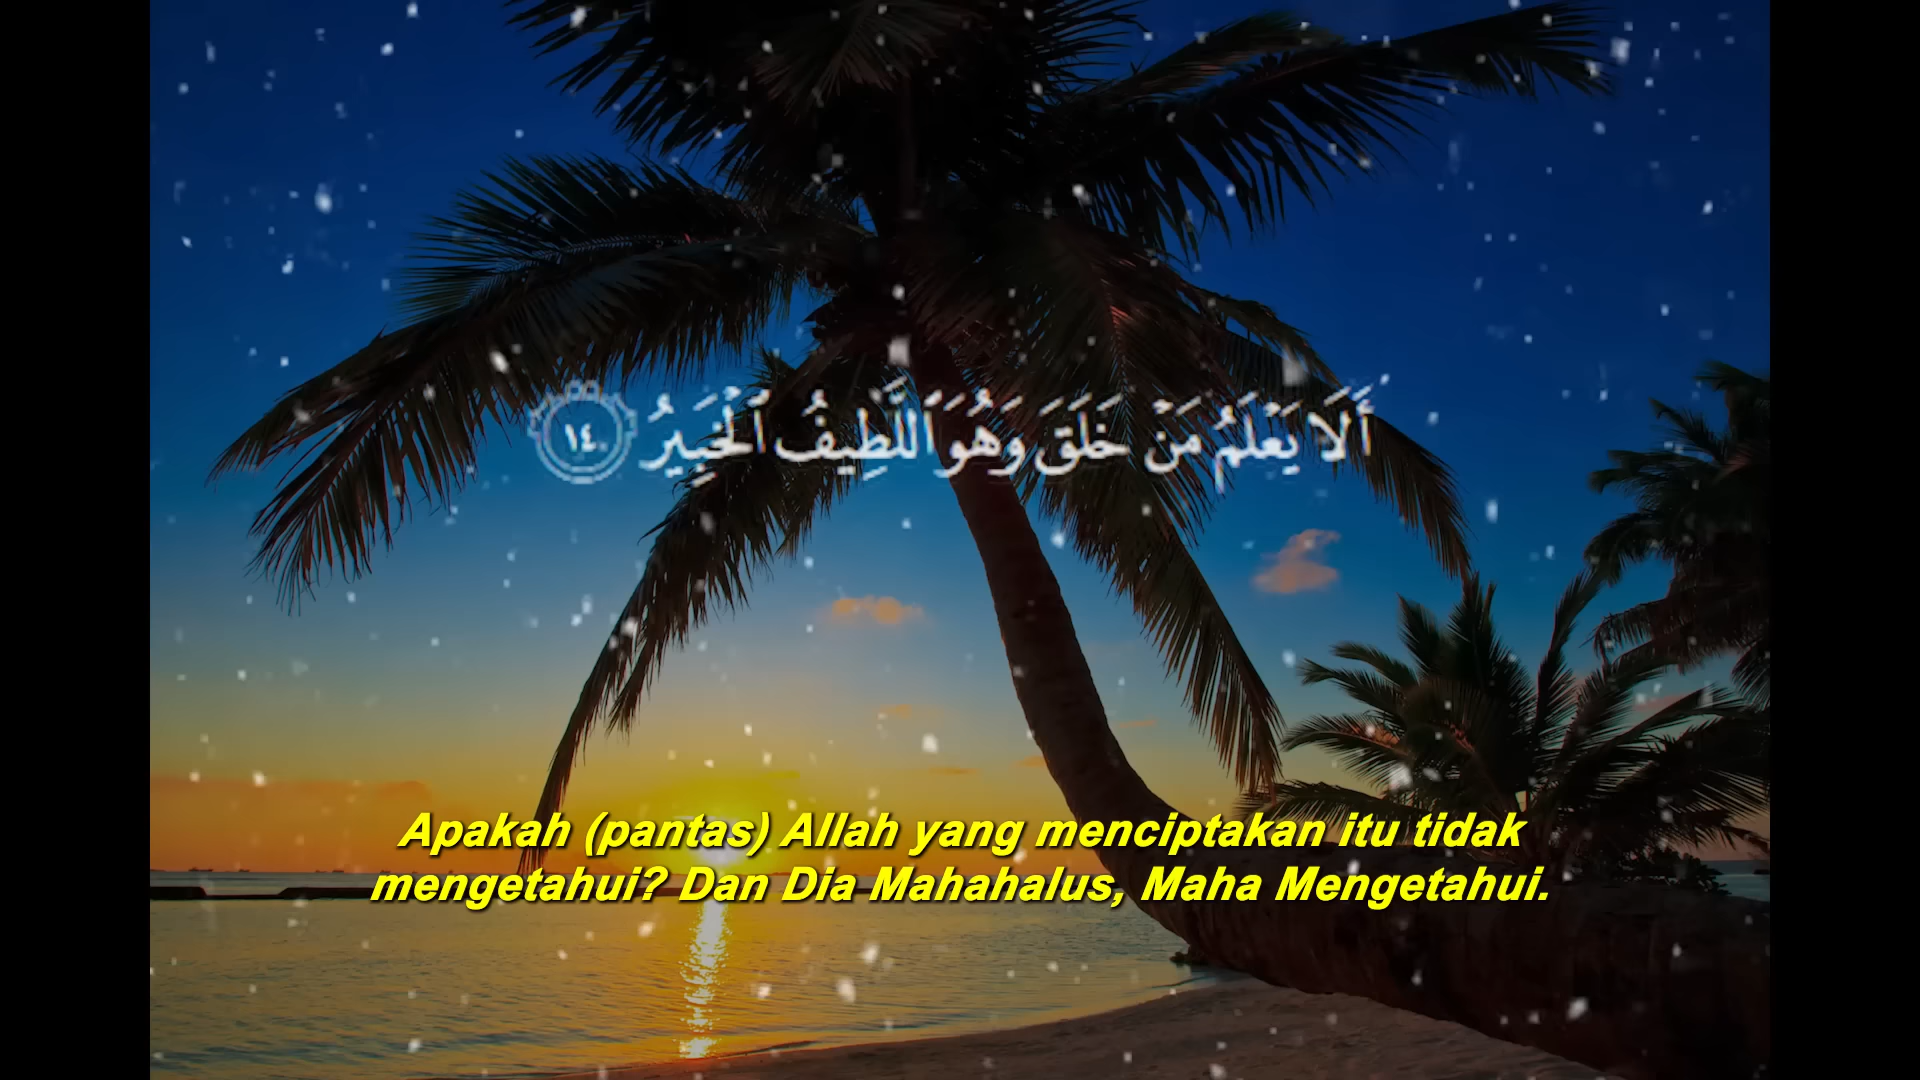 أَلَا يَعْلَمُ مَنْ خَلَقَ وَهُوَ ٱللَّطِيفُ ٱلْخَبِيرُ ١٤
Apakah (pantas) Allah yang menciptakan itu tidak
mengetahui? Dan Dia Mahahalus, Maha Mengetahui.